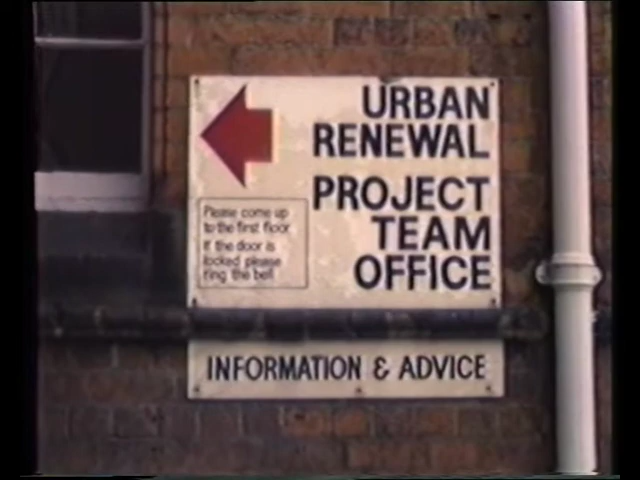 URBAN
RENEWAL
PROJECT
TEAM
OFFICE
Please come up
to the first floor
If the door is
locked please
ring the bell
INFORMATION & ADVICE